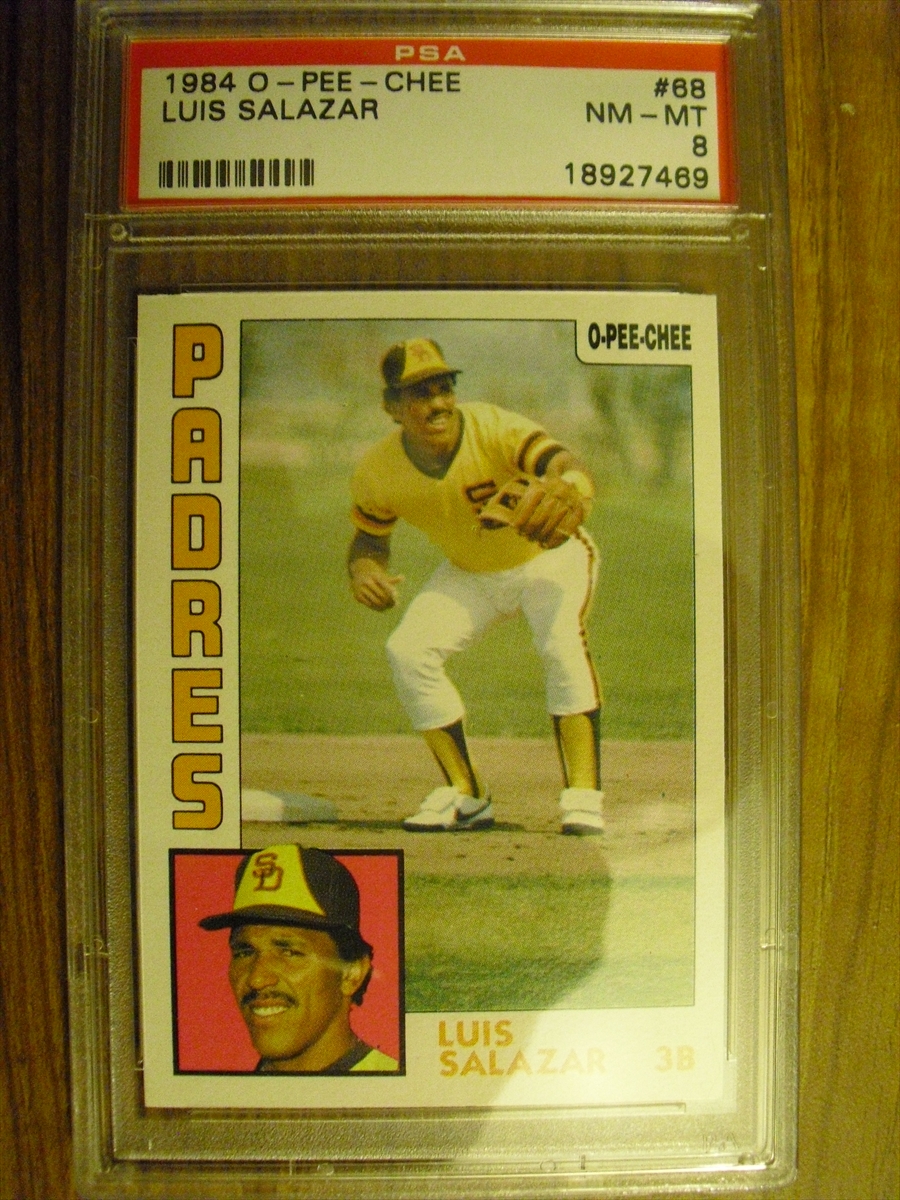 PSA
1984 O-PEE-CHEE #68
LUIS SALAZAR NM-MT
8
18927469
O-PEE-CHEE
PADRES
SD
LUIS
SALAZAR 3B